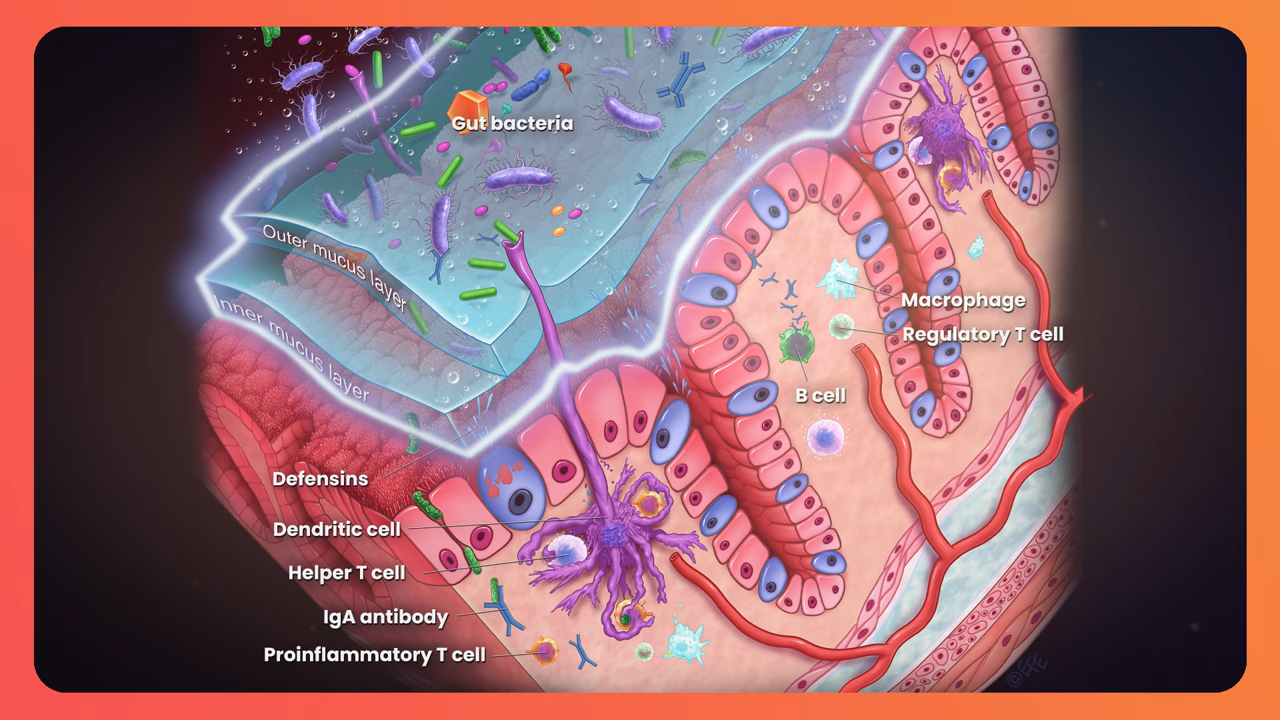 Gut bacteria
Outer mucus layer
Inner mucus layer
Macrophage
Regulatory T cell
B cell
Defensins
Dendritic cell
Helper T cell
IgA antibody
Proinflammatory T cell